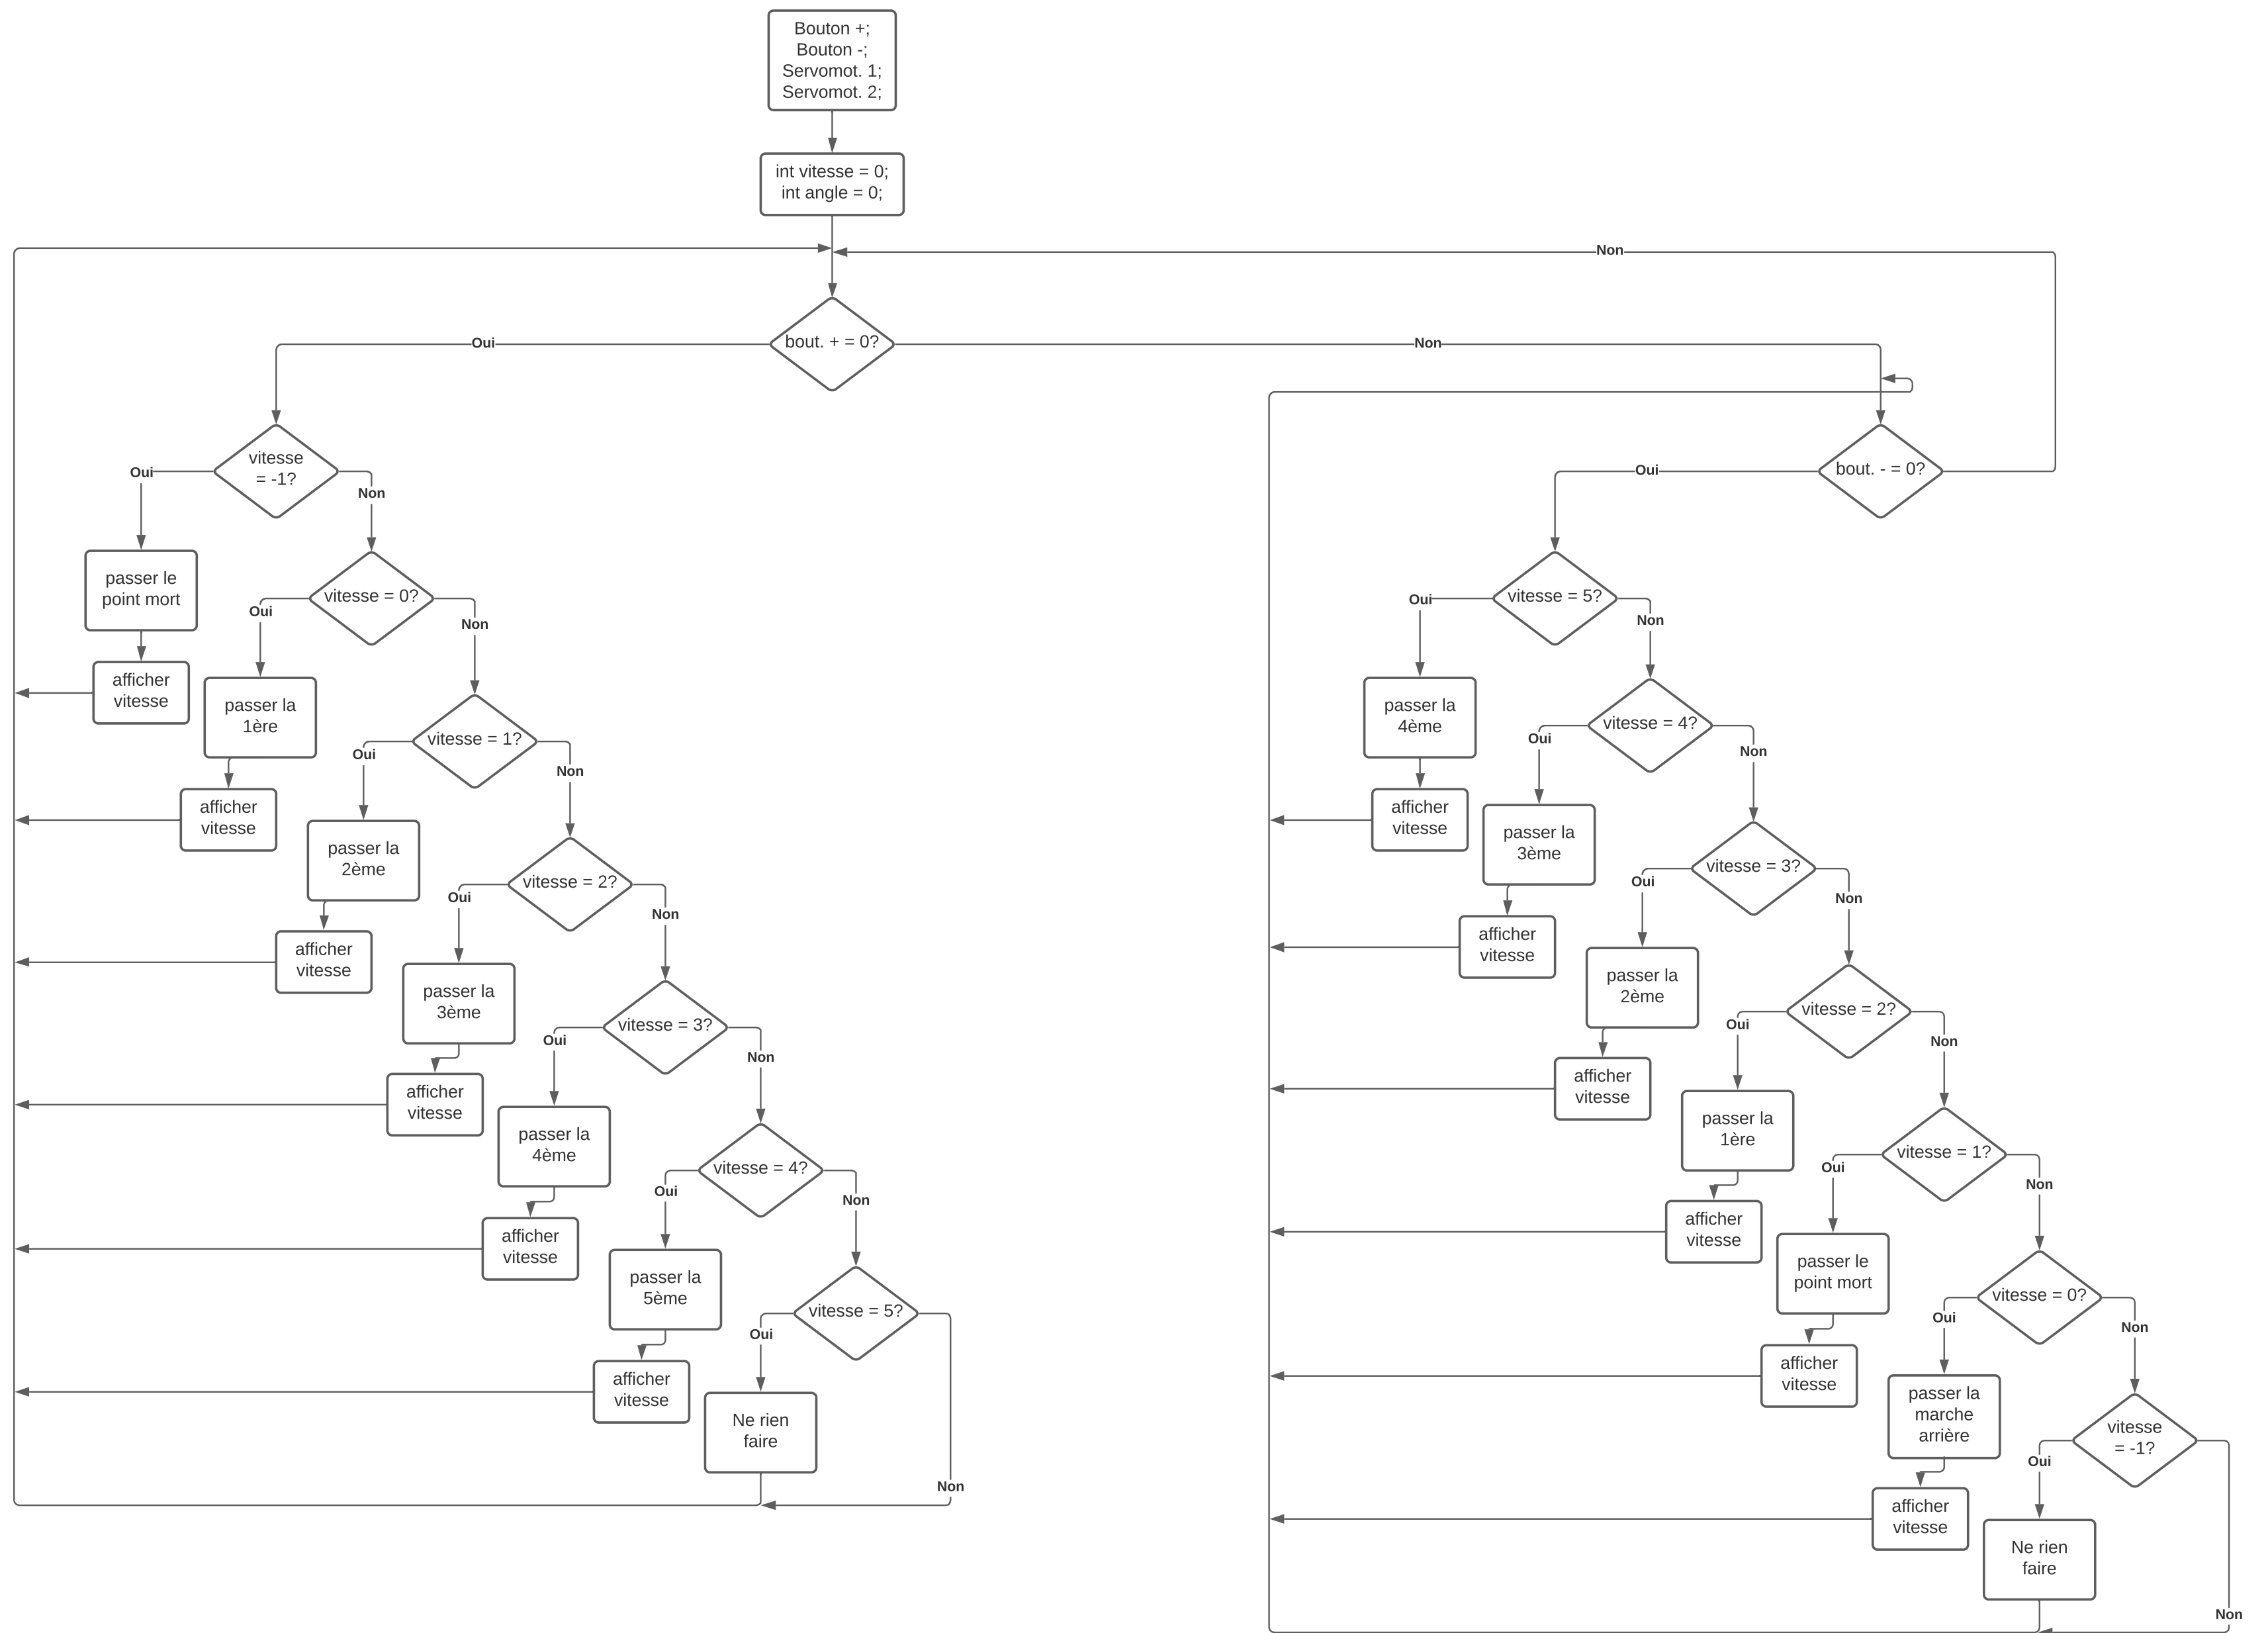 Bouton +;
Bouton -;
Servomot. 1;
Servomot. 2;
int vitesse = 0;
int angle = 0;
Non
bout. + = 0?
Oui
Non
vitesse
= -1?
Oui
Non
passer le
point mort
afficher
vitesse
vitesse = 0?
Oui
Non
passer la
1ère
afficher
vitesse
vitesse = 1?
Oui
Non
passer la
2ème
afficher
vitesse
vitesse = 2?
Oui
Non
passer la
3ème
afficher
vitesse
vitesse = 3?
Oui
Non
passer la
4ème
afficher
vitesse
vitesse = 4?
Oui
Non
passer la
5ème
afficher
vitesse
vitesse = 5?
Oui
Ne rien
faire
Non
bout. - = 0?
Oui
vitesse = 5?
Oui
Non
passer la
4ème
afficher
vitesse
vitesse = 4?
Oui
Non
passer la
3ème
afficher
vitesse
vitesse = 3?
Oui
Non
passer la
2ème
afficher
vitesse
vitesse = 2?
Oui
Non
passer la
1ère
afficher
vitesse
vitesse = 1?
Oui
Non
passer le
point mort
afficher
vitesse
vitesse = 0?
Oui
Non
passer la
marche
arrière
afficher
vitesse
vitesse
= -1?
Oui
Ne rien
faire
Non